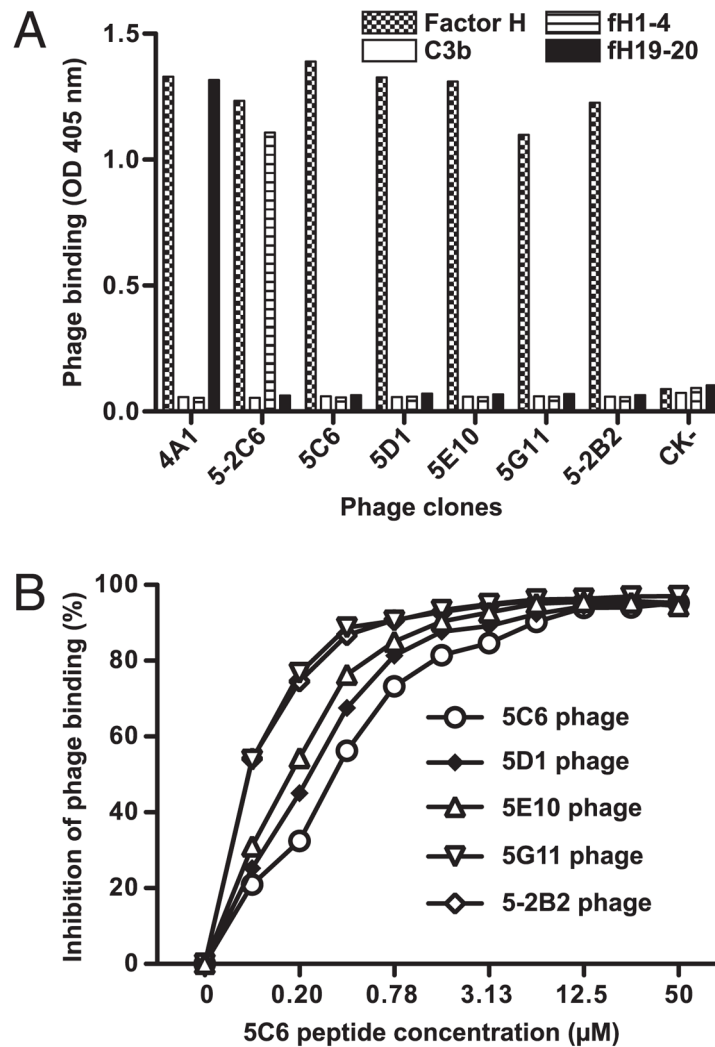 A
Factor H
fH1-4
C3b
fH19-20
Phage binding (OD 405 nm)
1.5
1.0
0.5
0.0
4A1
5-2C6
5C6
5D1
5E10
5G11
5-2B2
CK-
Phage clones
B
Inhibition of phage binding (%)
100
80
60
40
20
0
5C6 phage
5D1 phage
5E10 phage
5G11 phage
5-2B2 phage
0
0.20
0.78
3.13
12.5
50
5C6 peptide concentration (µM)